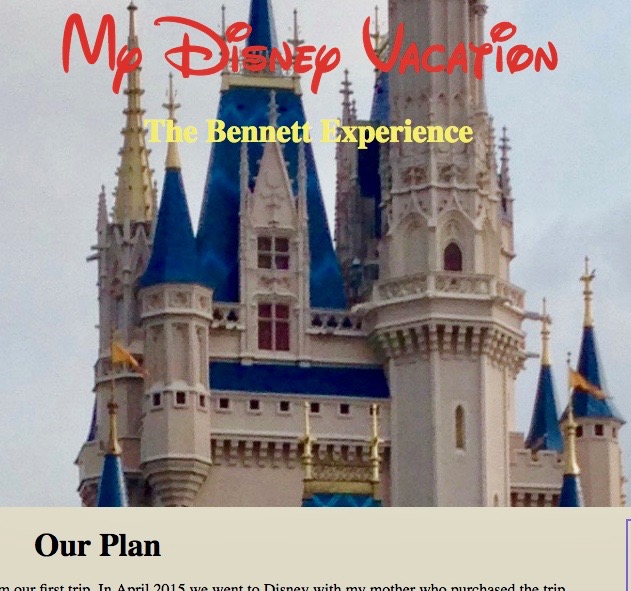 My Disney Vacation
The Bennett Experience
Our Plan
our first trip. In April 2015 we went to Disney with my mother who purchased the trip